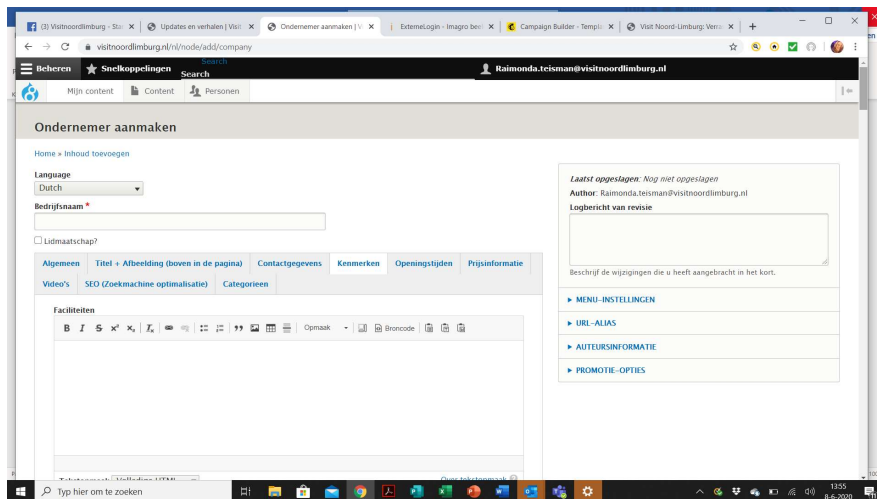 (3) Visitnoordlimburg - Star
Updates en verhalen | Visit
Ondernemer aanmaken | V
ExterneLogin - Imagro bee
Campaign Builder - Templa
Visit Noord-Limburg: Verra
visitnoordlimburg.nl/nl/node/add/company
Beheren
Snelkoppelingen
Search
Search
Raimonda.teisman@visitnoordlimburg.nl
Mijn content
Content
Personen
Ondernemer aanmaken
Home » Inhoud toevoegen
Language
Dutch
Bedrijfsnaam *
Lidmaatschap?
Algemeen Titel + Afbeelding (boven in de pagina) Contactgegevens Kenmerken Openingstijden Prijsinformatie
Video's SEO (Zoekmachine optimalisatie) Categorieen
Faciliteiten
B I S x² x₂ Ix Opmaak Broncode
Laatst opgeslagen: Nog niet opgeslagen
Author: Raimonda.teisman@visitnoordlimburg.nl
Logbericht van revisie
Beschrijf de wijzigingen die u heeft aangebracht in het kort.
MENU-INSTELLINGEN
URL-ALIAS
AUTEURSINFORMATIE
PROMOTIE-OPTIES
Typ hier om te zoeken
13:55
8-6-2020